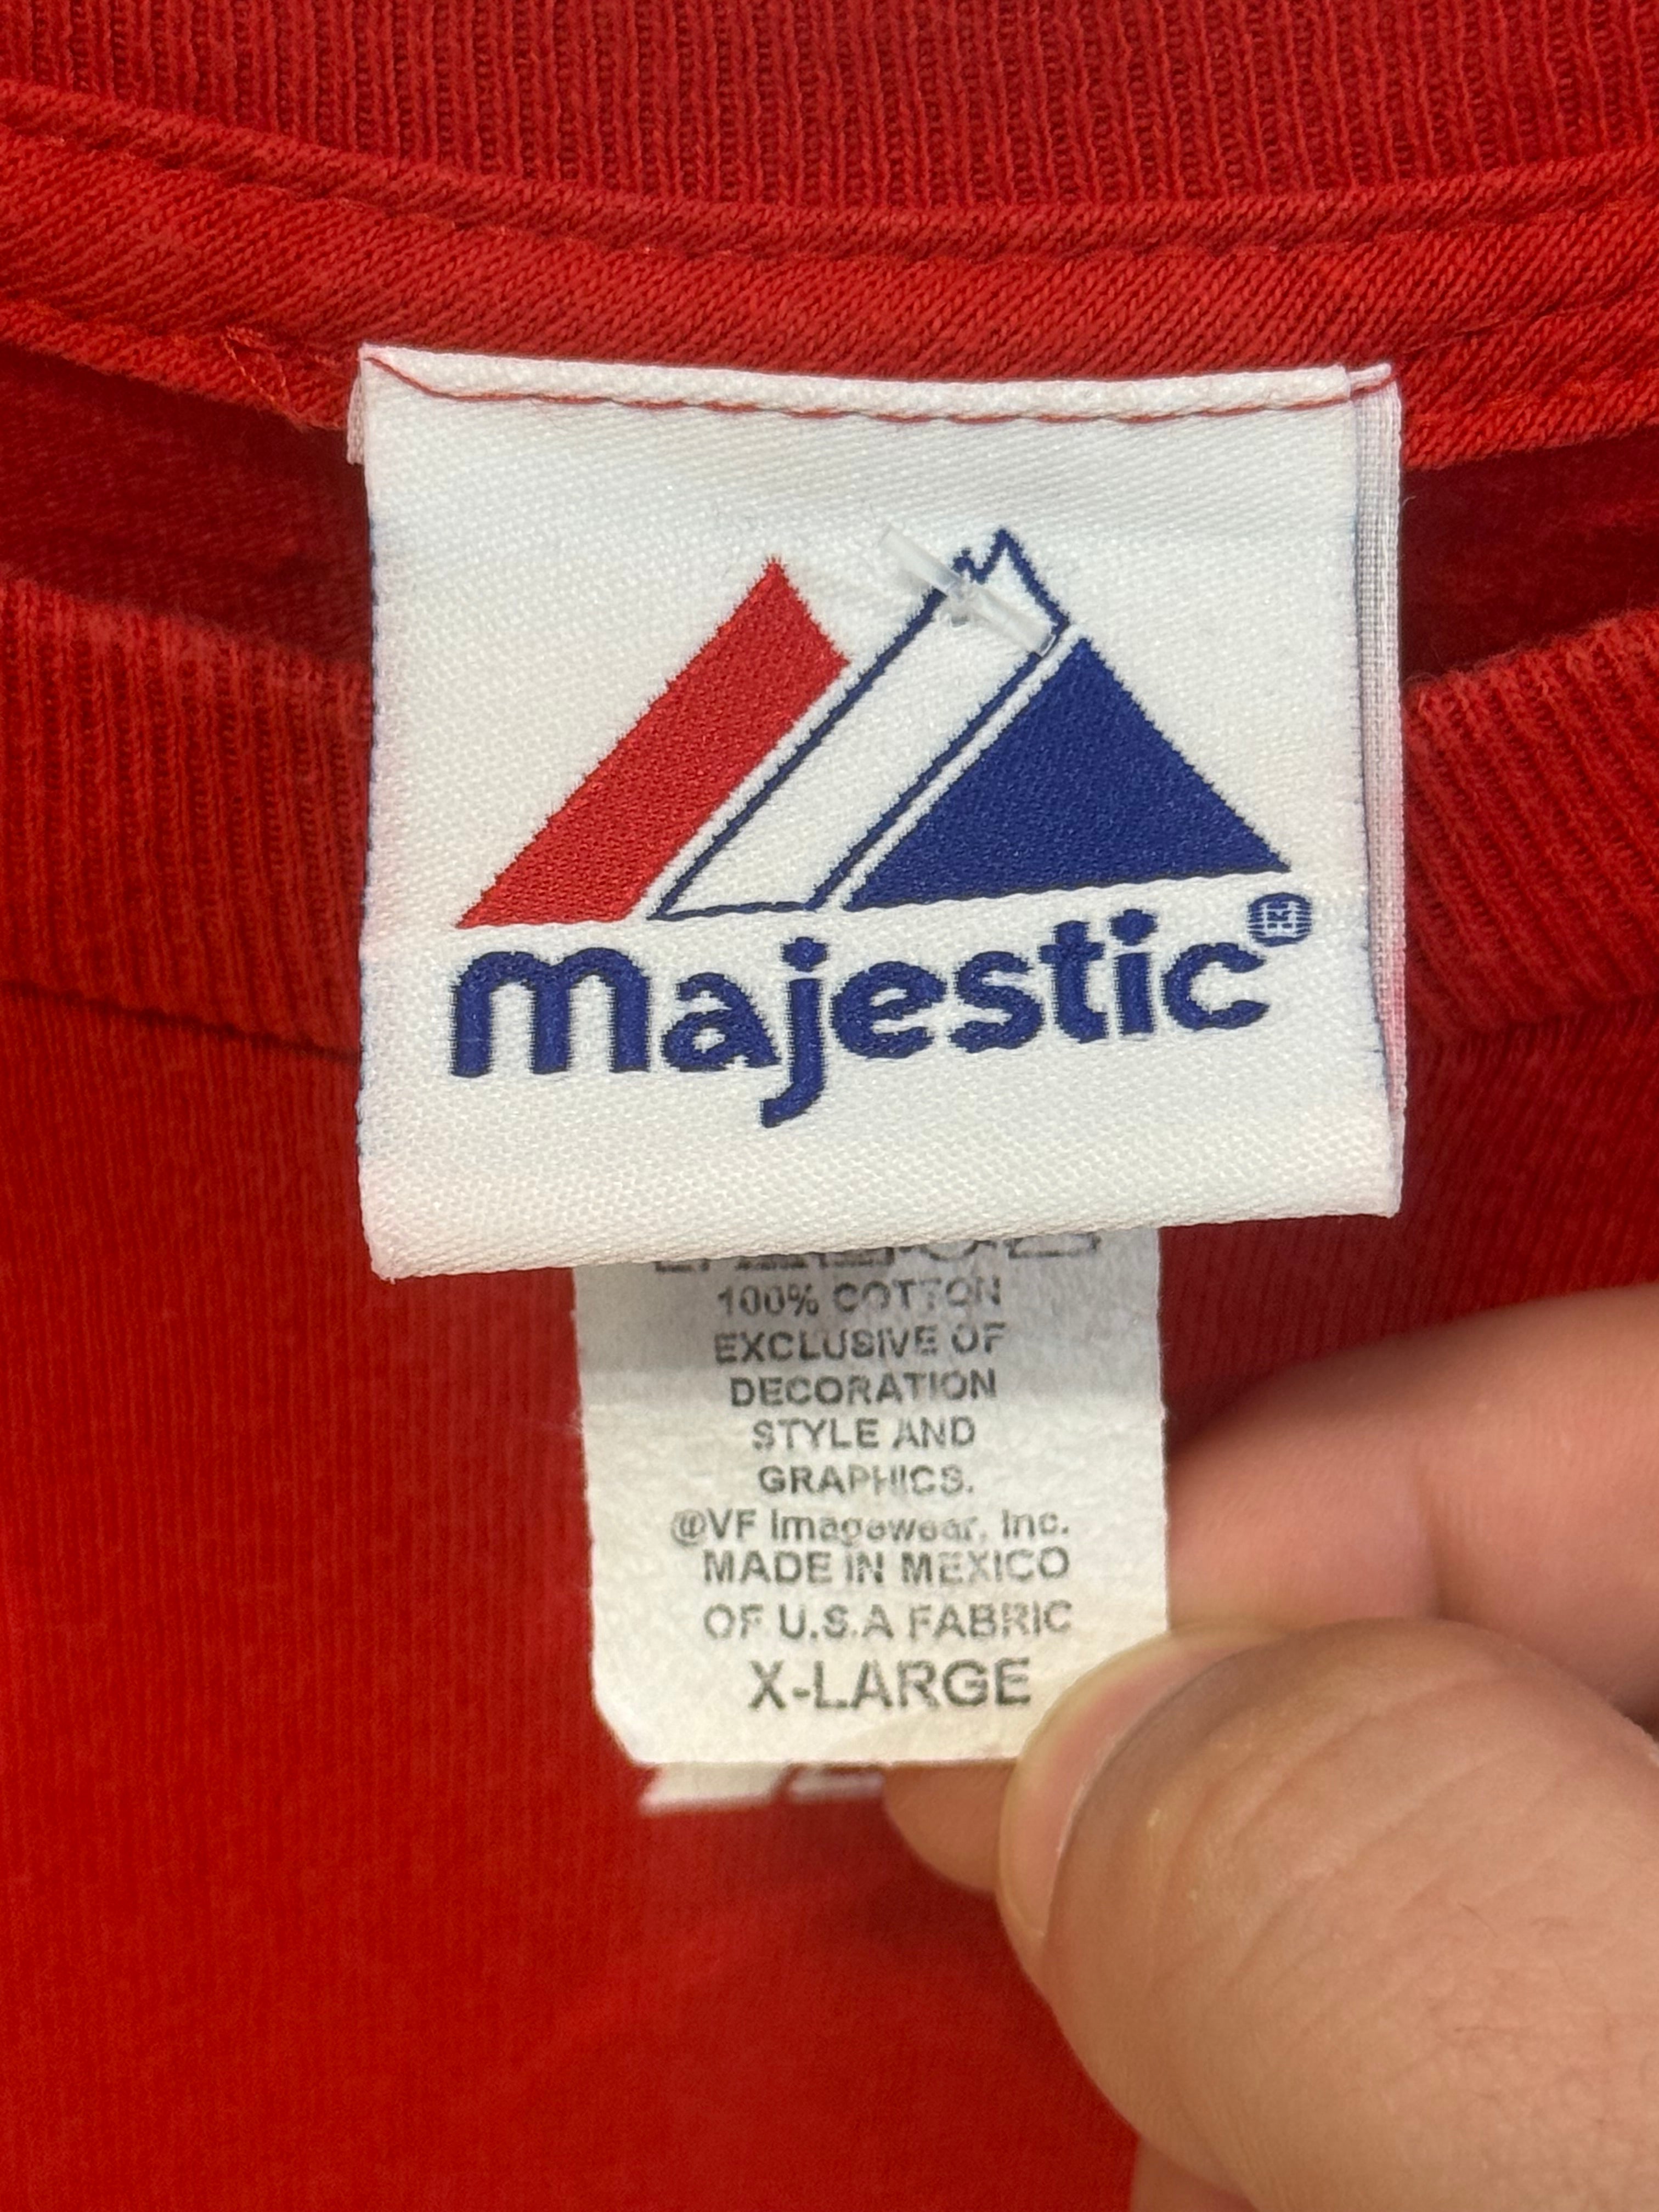 majestic®
100% COTTON
EXCLUSIVE OF
DECORATION
STYLE AND
GRAPHICS.
@VF Imagewear, Inc.
MADE IN MEXICO
OF U.S.A FABRIC
X-LARGE